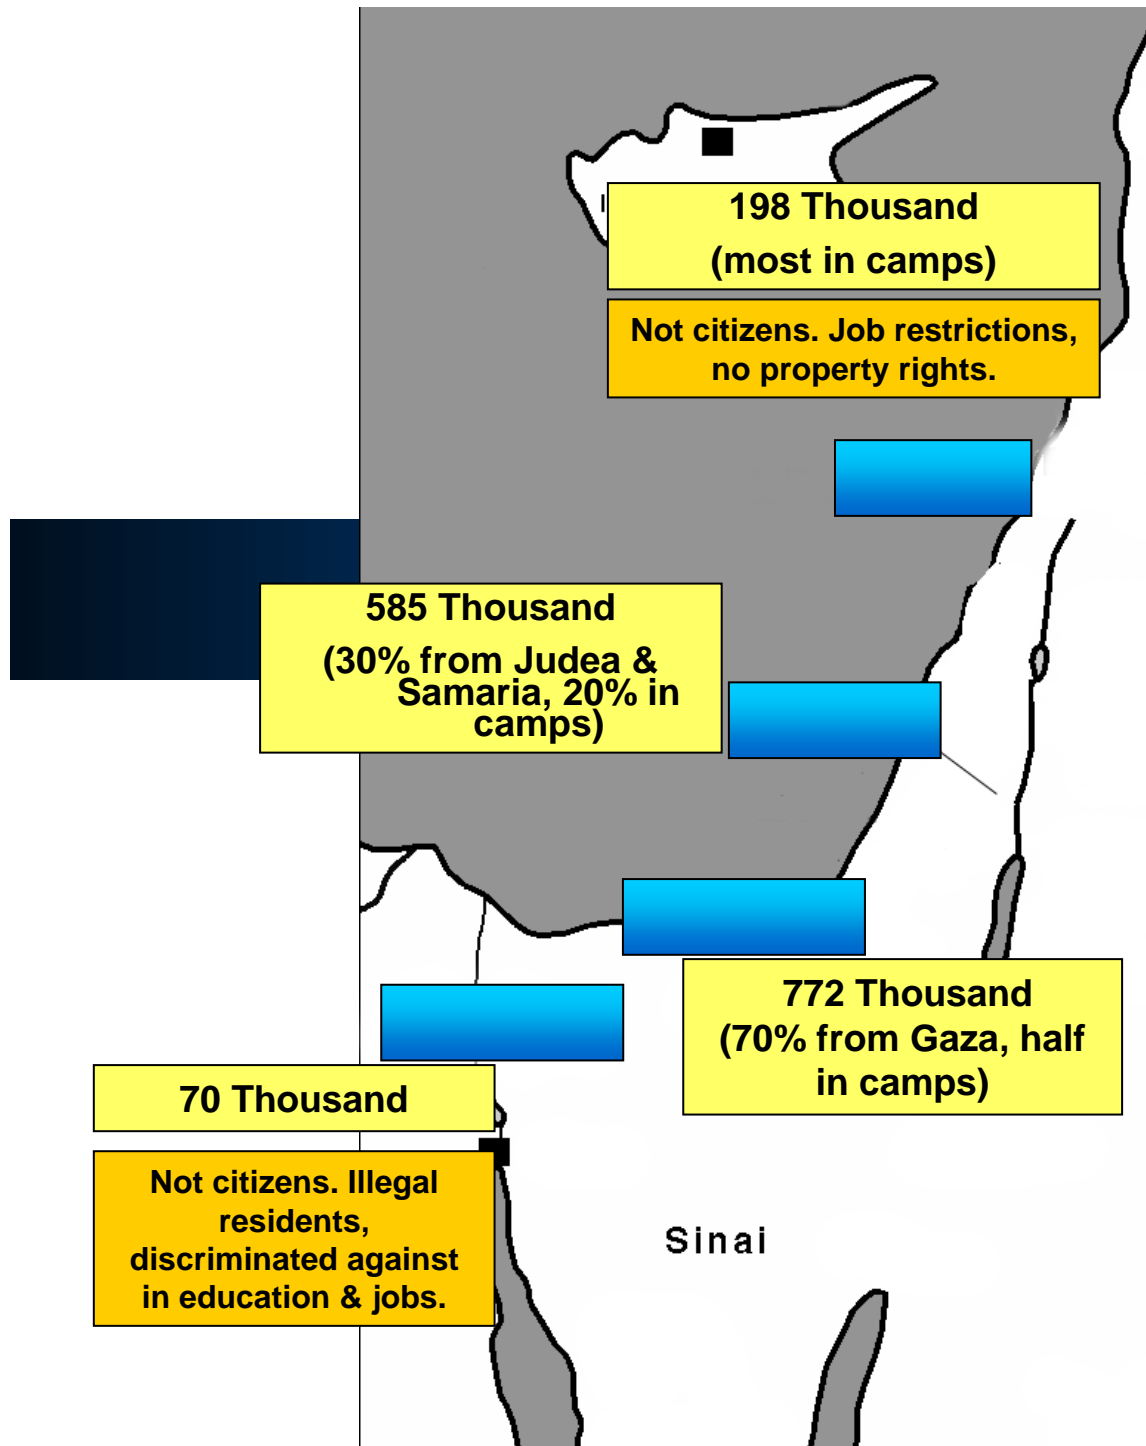 198 Thousand
(most in camps)
Not citizens. Job restrictions,
no property rights.
585 Thousand
(30% from Judea &
Samaria, 20% in
camps)
772 Thousand
(70% from Gaza, half
in camps)
70 Thousand
Not citizens. Illegal
residents,
discriminated against
in education & jobs.
Sinai